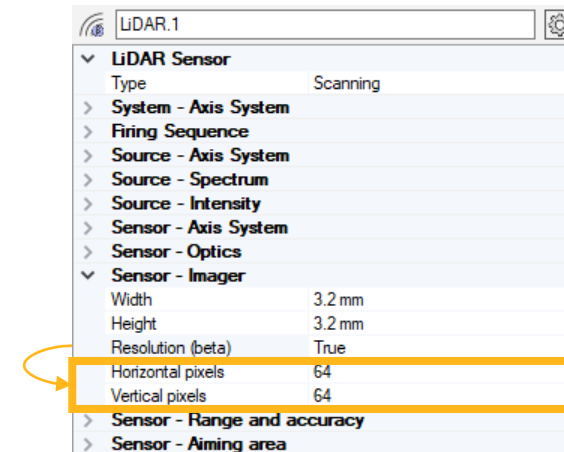 LiDAR.1
LiDAR Sensor
Type Scanning
System - Axis System
Firing Sequence
Source - Axis System
Source - Spectrum
Source - Intensity
Sensor - Axis System
Sensor - Optics
Sensor - Imager
Width 3.2 mm
Height 3.2 mm
Resolution (beta) True
Horizontal pixels 64
Vertical pixels 64
Sensor - Range and accuracy
Sensor - Aiming area